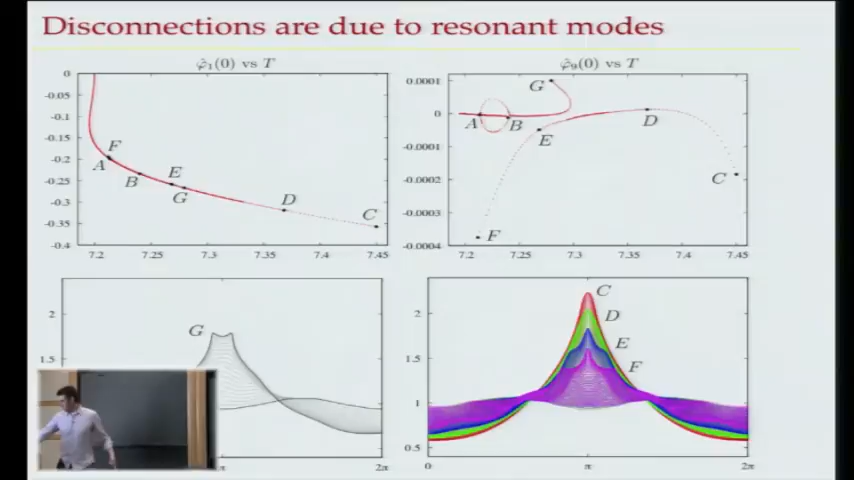 Disconnections are due to resonant modes
φ̂₁(0) vs T
φ̂₉(0) vs T
0
-0.05
-0.1
-0.15
-0.2
-0.25
-0.3
-0.35
-0.4
F
A
B
E
G
D
C
7.2 7.25 7.3 7.35 7.4 7.45
0.0001
0
-0.0001
-0.0002
-0.0003
-0.0004
G
A
B
E
D
C
F
7.2 7.25 7.3 7.35 7.4 7.45
2
1.5
G
π 2π
2
1.5
1
0.5
C
D
E
F
0 π 2π